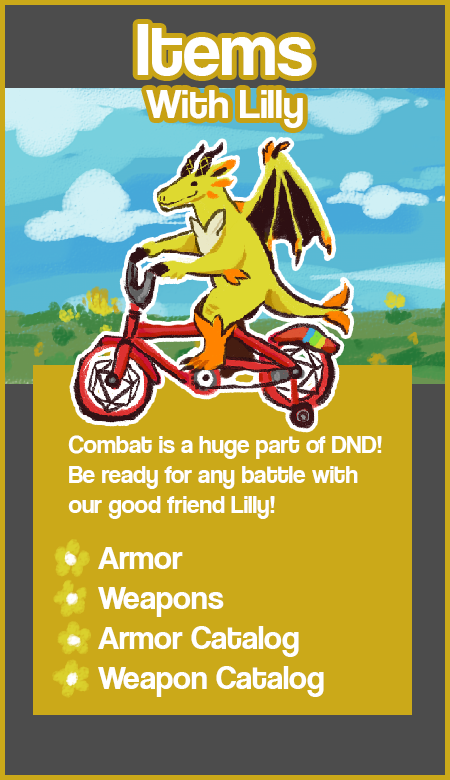 Items
With Lilly
Combat is a huge part of DND!
Be ready for any battle with
our good friend Lilly!
Armor
Weapons
Armor Catalog
Weapon Catalog